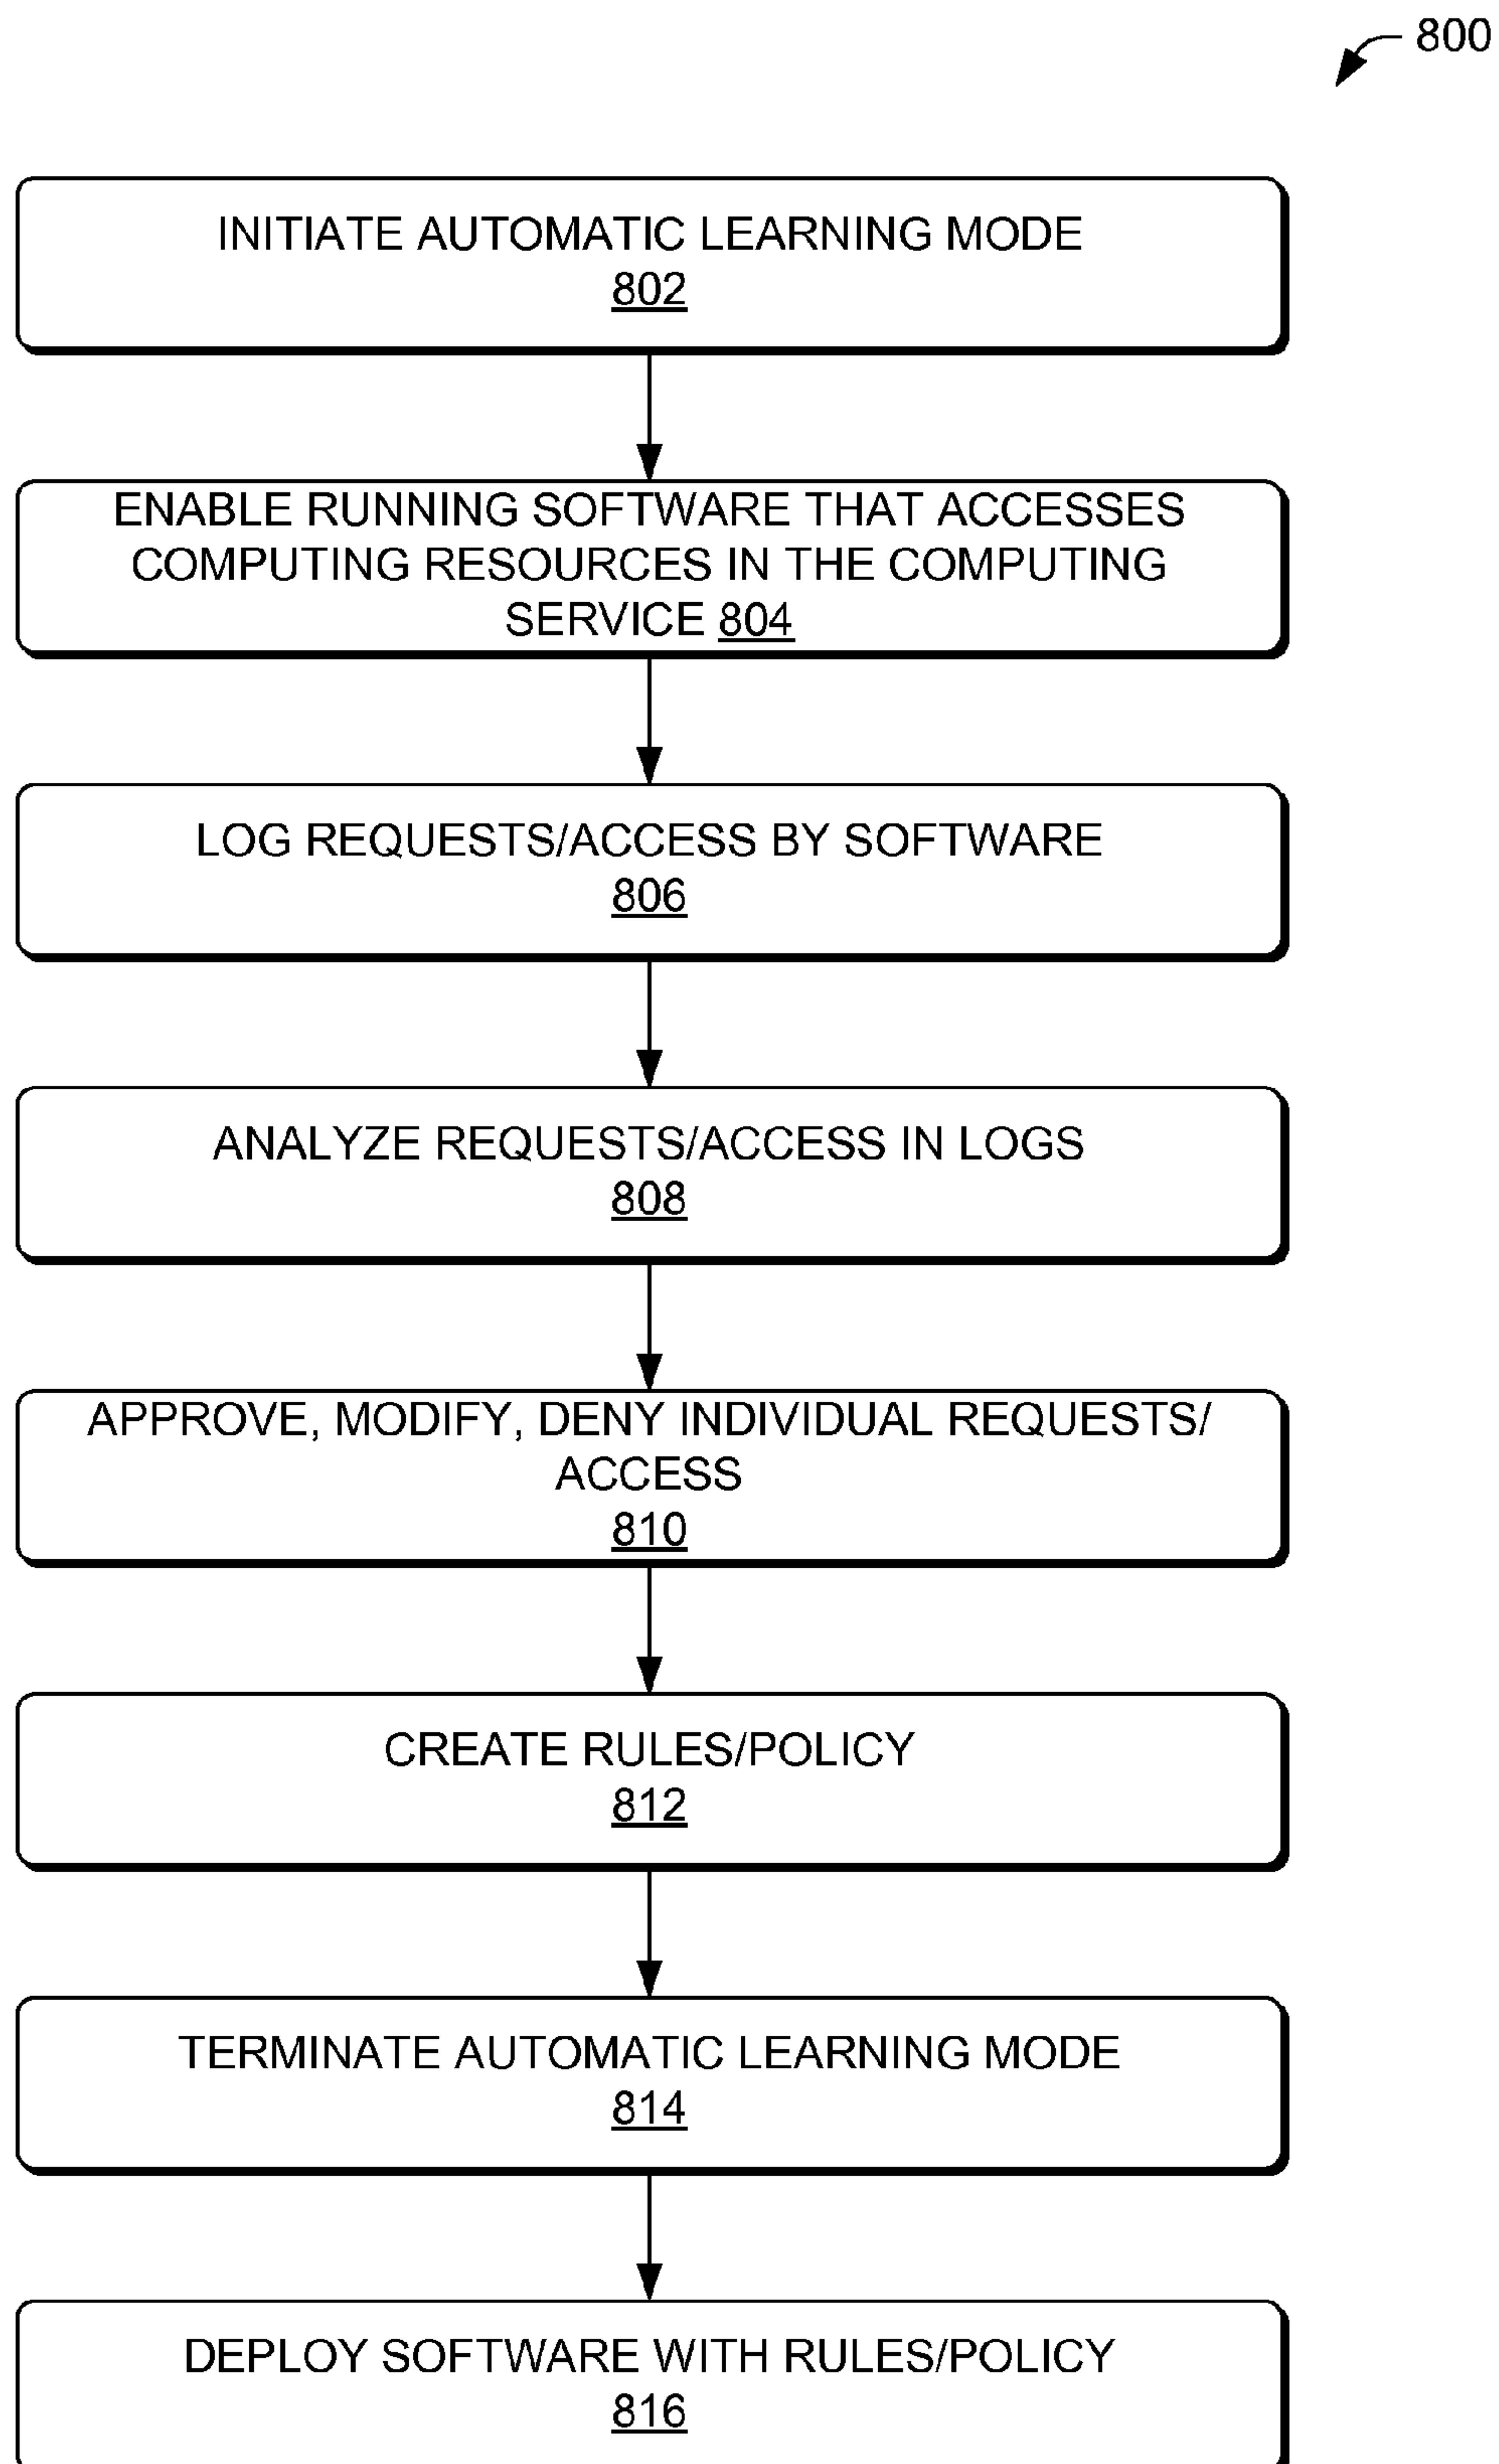 800
INITIATE AUTOMATIC LEARNING MODE
802
ENABLE RUNNING SOFTWARE THAT ACCESSES
COMPUTING RESOURCES IN THE COMPUTING
SERVICE 804
LOG REQUESTS/ACCESS BY SOFTWARE
806
ANALYZE REQUESTS/ACCESS IN LOGS
808
APPROVE, MODIFY, DENY INDIVIDUAL REQUESTS/
ACCESS
810
CREATE RULES/POLICY
812
TERMINATE AUTOMATIC LEARNING MODE
814
DEPLOY SOFTWARE WITH RULES/POLICY
816